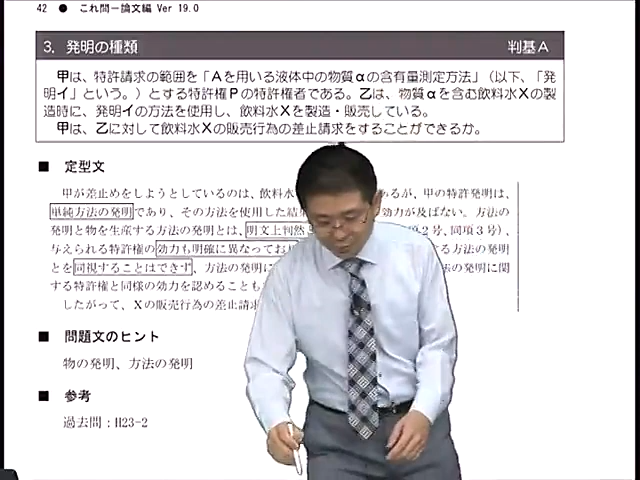 42 ● これ問－論文編 Ver 19.0
3. 発明の種類 判基A
甲は、特許請求の範囲を「Aを用いる液体中の物質αの含有量測定方法」(以下、「発
明イ」という。)とする特許権Pの特許権者である。乙は、物質αを含む飲料水Xの製
造時に、発明イの方法を使用し、飲料水Xを製造・販売している。
甲は、乙に対して飲料水Xの販売行為の差止請求をすることができるか。
■ 定型文
甲が差止めをしようとしているのは、飲料水 あるが、甲の特許発明は、
単純方法の発明であり、その方法を使用した結 効力が及ばない。方法の
発明と物を生産する方法の発明とは、明文上判然 2号、同項3号)、
与えられる特許権の効力も明確に異なってお する方法の発明
とを同視することはできず、方法の発明に の発明に関
する特許権と同様の効力を認めることも
したがって、Xの販売行為の差止請求
■ 問題文のヒント
物の発明、方法の発明
■ 参考
過去問：H23-2